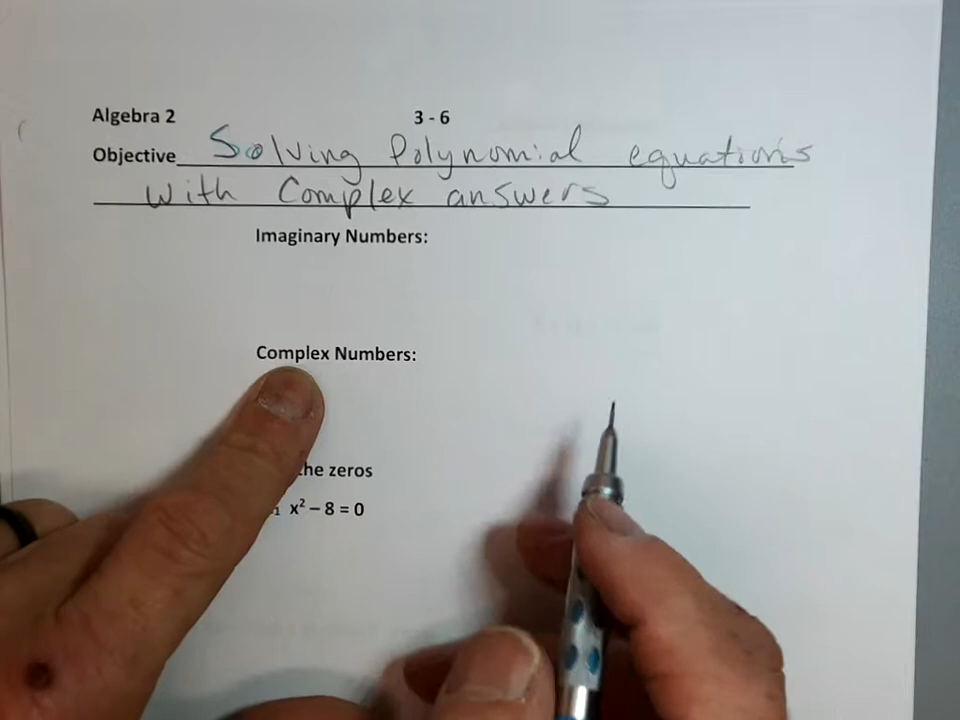 Algebra 2 3 - 6
Objective Solving Polynomial equations
with Complex answers
Imaginary Numbers:
Complex Numbers:
the zeros
x² – 8 = 0